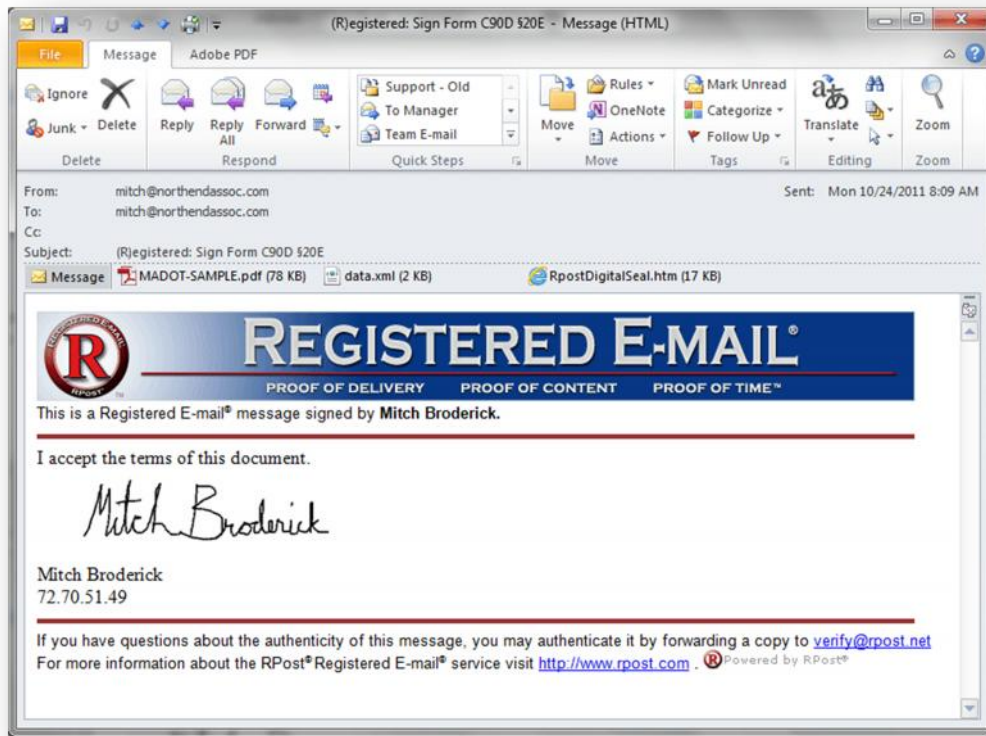 (R)egistered: Sign Form C90D §20E - Message (HTML)
File Message Adobe PDF
Ignore
Junk
Delete
Reply
Reply All
Forward
Support - Old
To Manager
Team E-mail
Move
Rules
OneNote
Actions
Mark Unread
Categorize
Follow Up
Translate
Zoom
Delete Respond Quick Steps Move Tags Editing Zoom
From: mitch@northendassoc.com Sent: Mon 10/24/2011 8:09 AM
To: mitch@northendassoc.com
Cc:
Subject: (R)egistered: Sign Form C90D §20E
Message MADOT-SAMPLE.pdf (78 KB) data.xml (2 KB) RpostDigitalSeal.htm (17 KB)
REGISTERED E-MAIL
R
RPOST
™
REGISTERED E-MAIL®
PROOF OF DELIVERY PROOF OF CONTENT PROOF OF TIME™
This is a Registered E-mail® message signed by Mitch Broderick.
I accept the terms of this document.
Mitch Broderick
Mitch Broderick
72.70.51.49
If you have questions about the authenticity of this message, you may authenticate it by forwarding a copy to verify@rpost.net
For more information about the RPost® Registered E-mail® service visit http://www.rpost.com . R Powered by RPost®